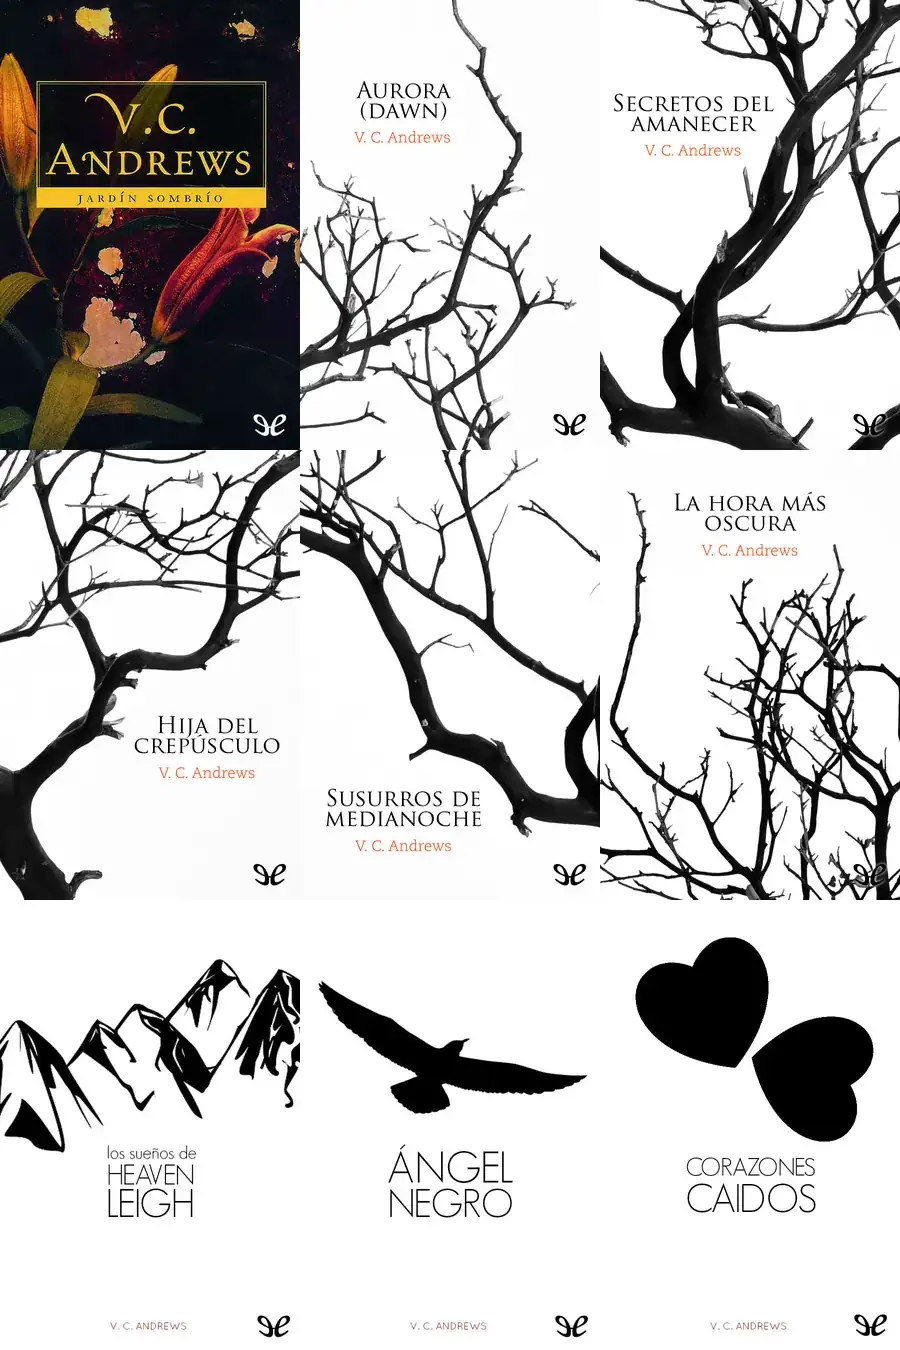 V.C.
ANDREWS
JARDÍN SOMBRÍO
AURORA
(DAWN)
V. C. Andrews
SECRETOS DEL
AMANECER
V. C. Andrews
HIJA DEL
CREPÚSCULO
V. C. Andrews
SUSURROS DE
MEDIANOCHE
V. C. Andrews
LA HORA MÁS
OSCURA
V. C. Andrews
los sueños de
HEAVEN
LEIGH
V. C. ANDREWS
ÁNGEL
NEGRO
V. C. ANDREWS
CORAZONES
CAIDOS
V. C. ANDREWS